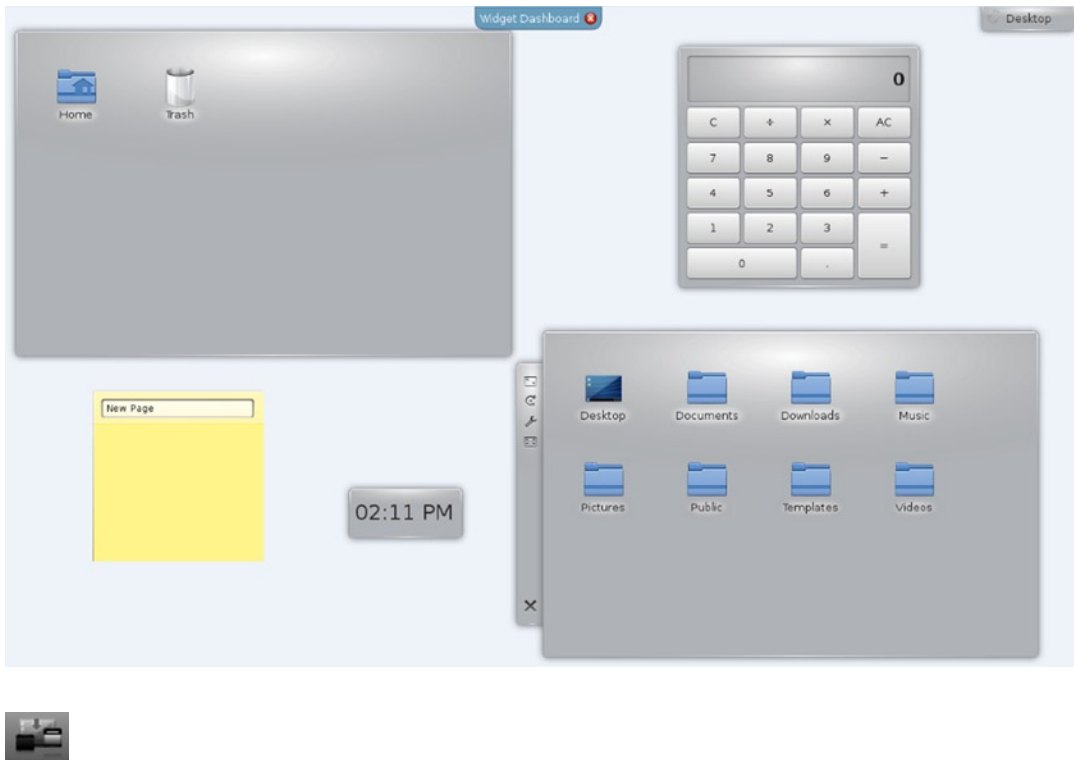 Widget Dashboard
Desktop
Home
Trash
0
C ÷ × AC
7 8 9 −
4 5 6 +
1 2 3 =
0 .
New Page
02:11 PM
Desktop Documents Downloads Music
Pictures Public Templates Videos